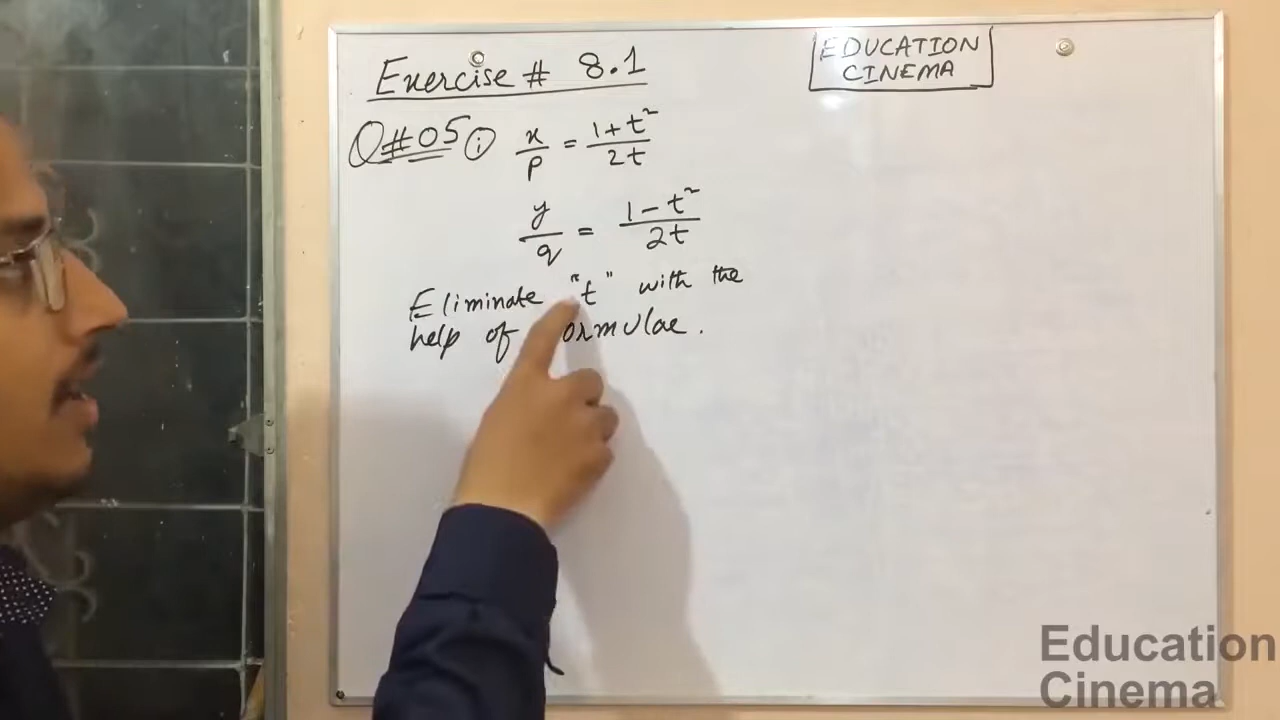 Exercise # 8.1
EDUCATION
CINEMA
Q#05 (i) x/p = (1+t²)/2t
y/q = (1-t²)/2t
Eliminate "t" with the
help of ormulae.
Education
Cinema